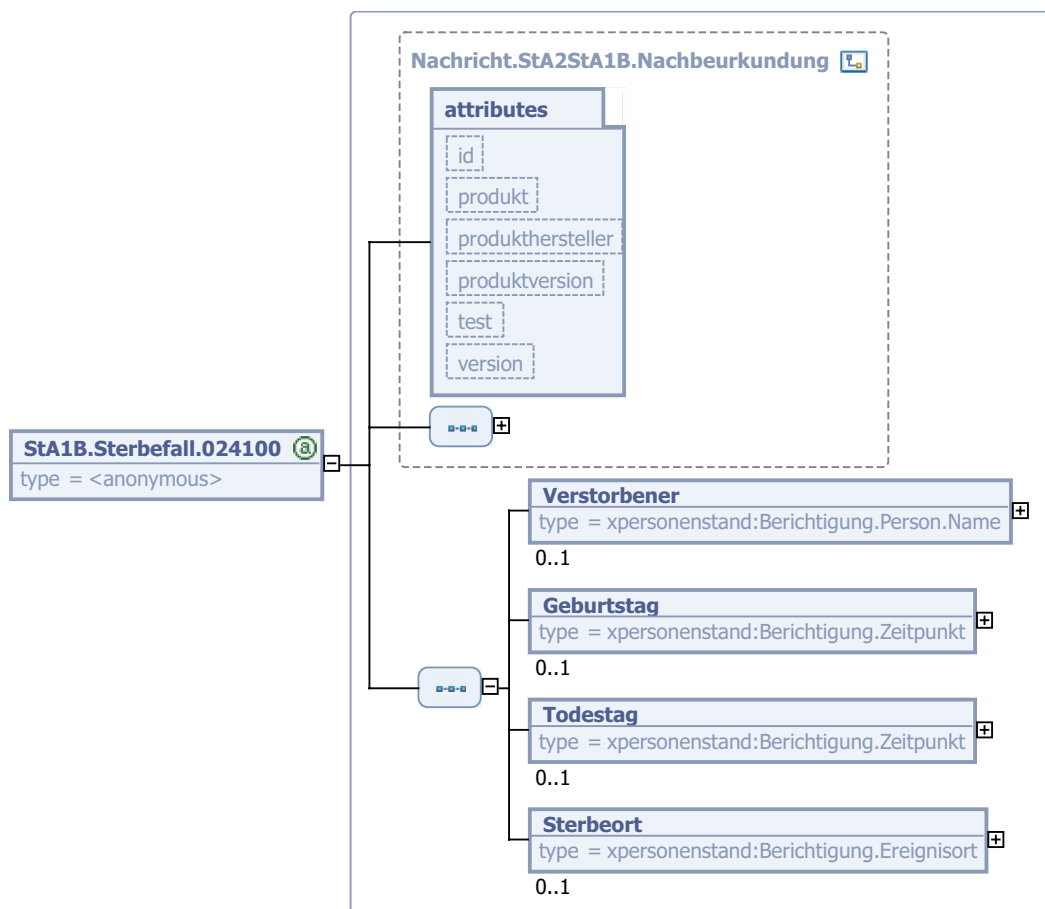 Nachricht.StA2StA1B.Nachbeurkundung
attributes
id
produkt
produkthersteller
produktversion
test
version
StA1B.Sterbefall.024100 a
type = <anonymous>
Verstorbener
type = xpersonenstand:Berichtigung.Person.Name
0..1
Geburtstag
type = xpersonenstand:Berichtigung.Zeitpunkt
0..1
Todestag
type = xpersonenstand:Berichtigung.Zeitpunkt
0..1
Sterbeort
type = xpersonenstand:Berichtigung.Ereignisort
0..1